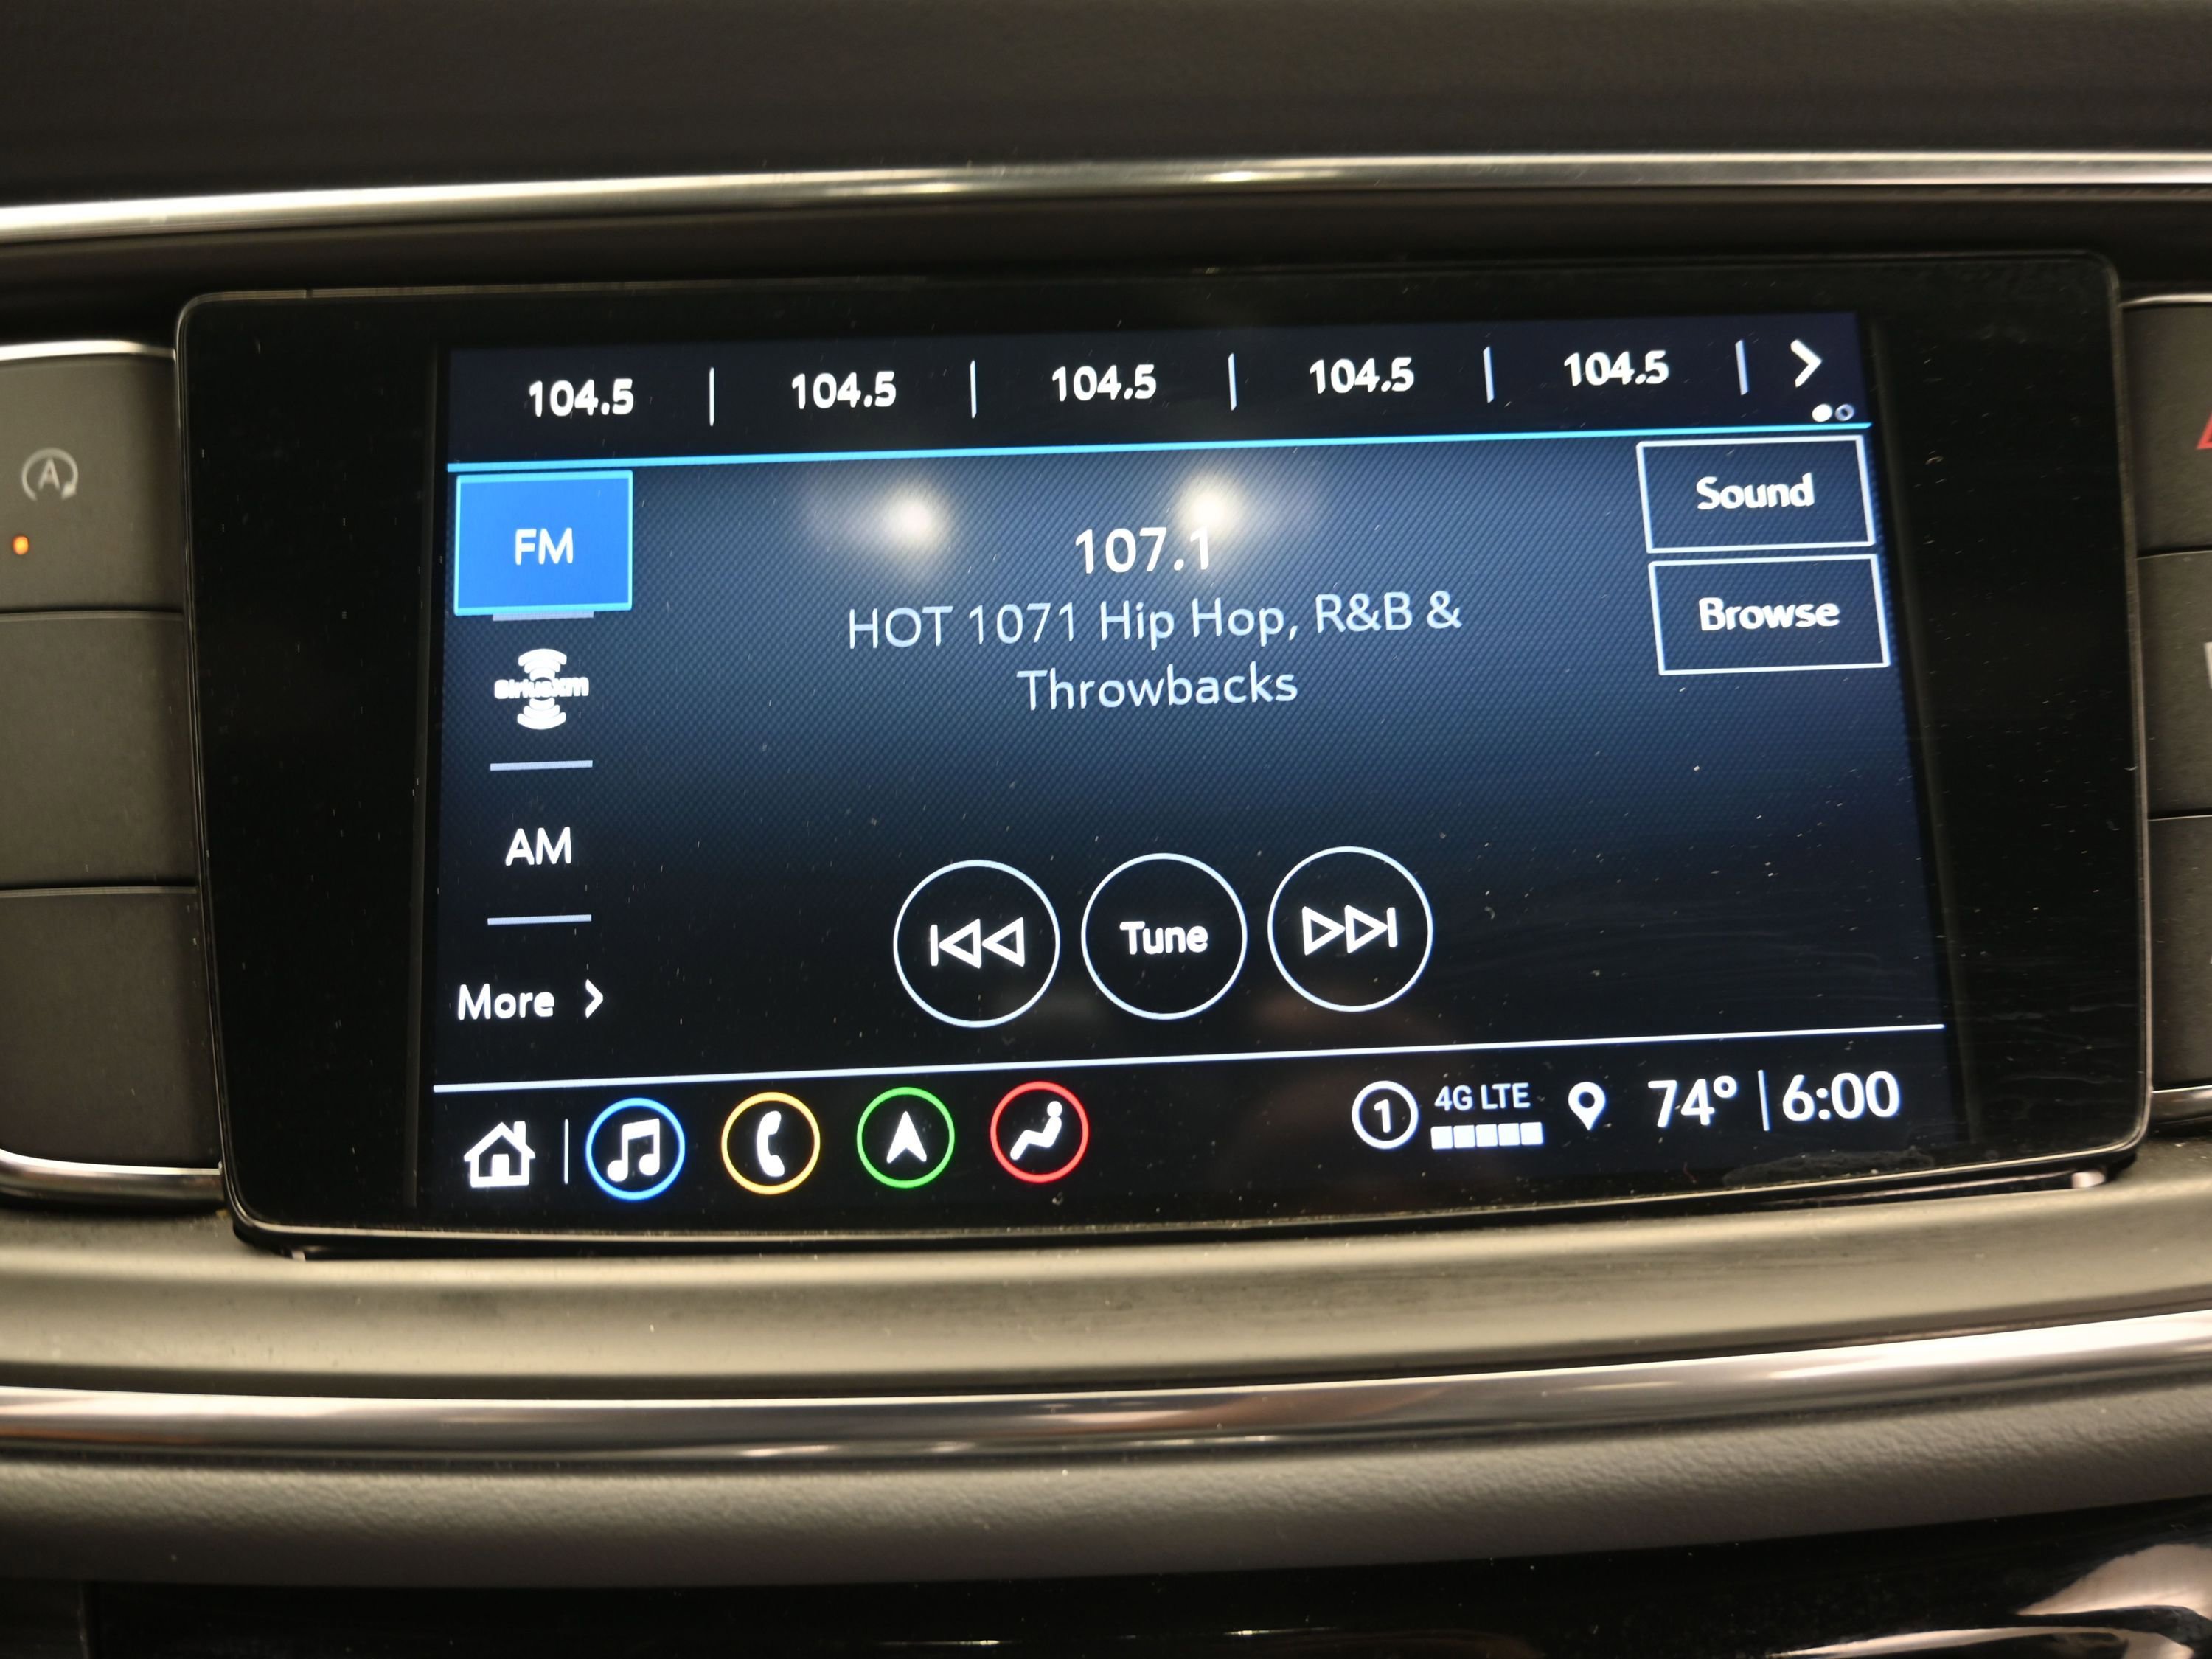 104.5 | 104.5 | 104.5 | 104.5 | 104.5 |
FM
Sound
107.1
HOT 1071 Hip Hop, R&B &
Throwbacks
Browse
SiriusXM
AM
Tune
More
1 4G LTE 74° | 6:00
A